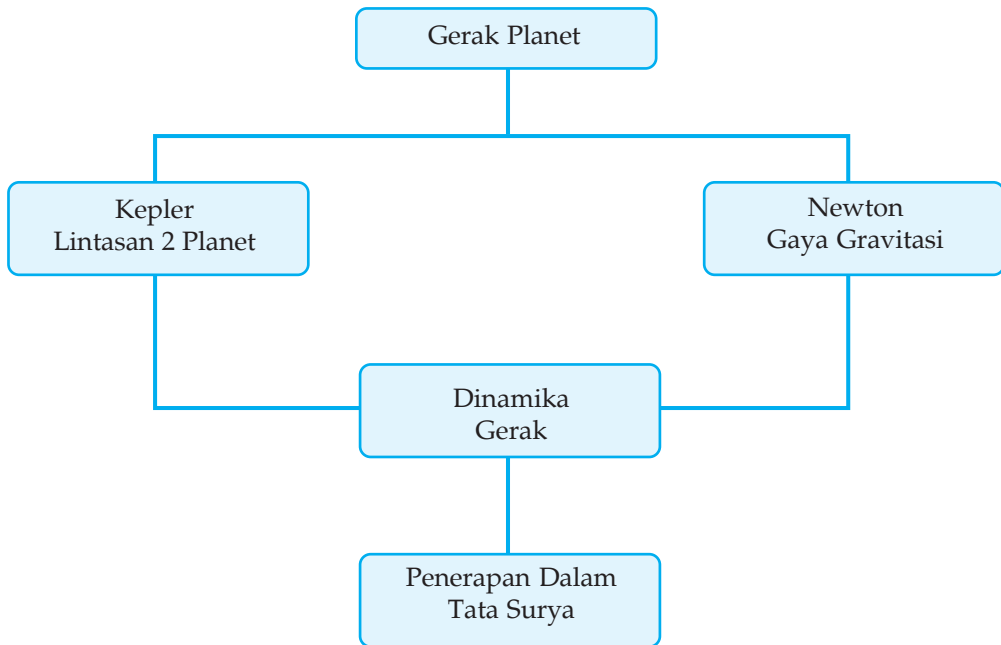 Gerak Planet
Kepler
Lintasan 2 Planet
Newton
Gaya Gravitasi
Dinamika
Gerak
Penerapan Dalam
Tata Surya